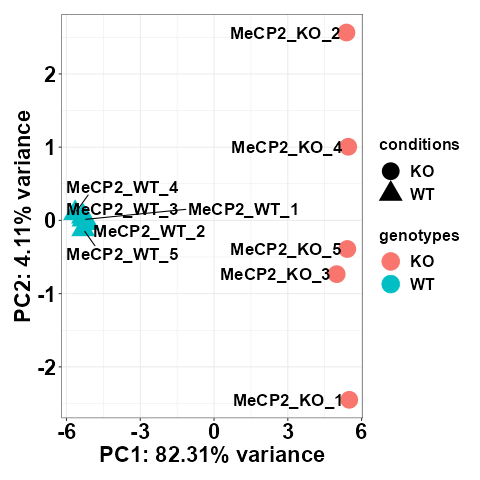 MeCP2_KO_2
2
MeCP2_KO_4
conditions
1
KO
MeCP2_WT_4
WT
MeCP2_WT_3
MeCP2_WT_1
0
MeCP2_WT_2
genotypes
MeCP2_WT_5
MeCP2_KO_5
KO
MeCP2_KO_3
WT
-1
-2
MeCP2_KO_1
PC2: 4.11% variance
-6 -3 0 3 6
PC1: 82.31% variance